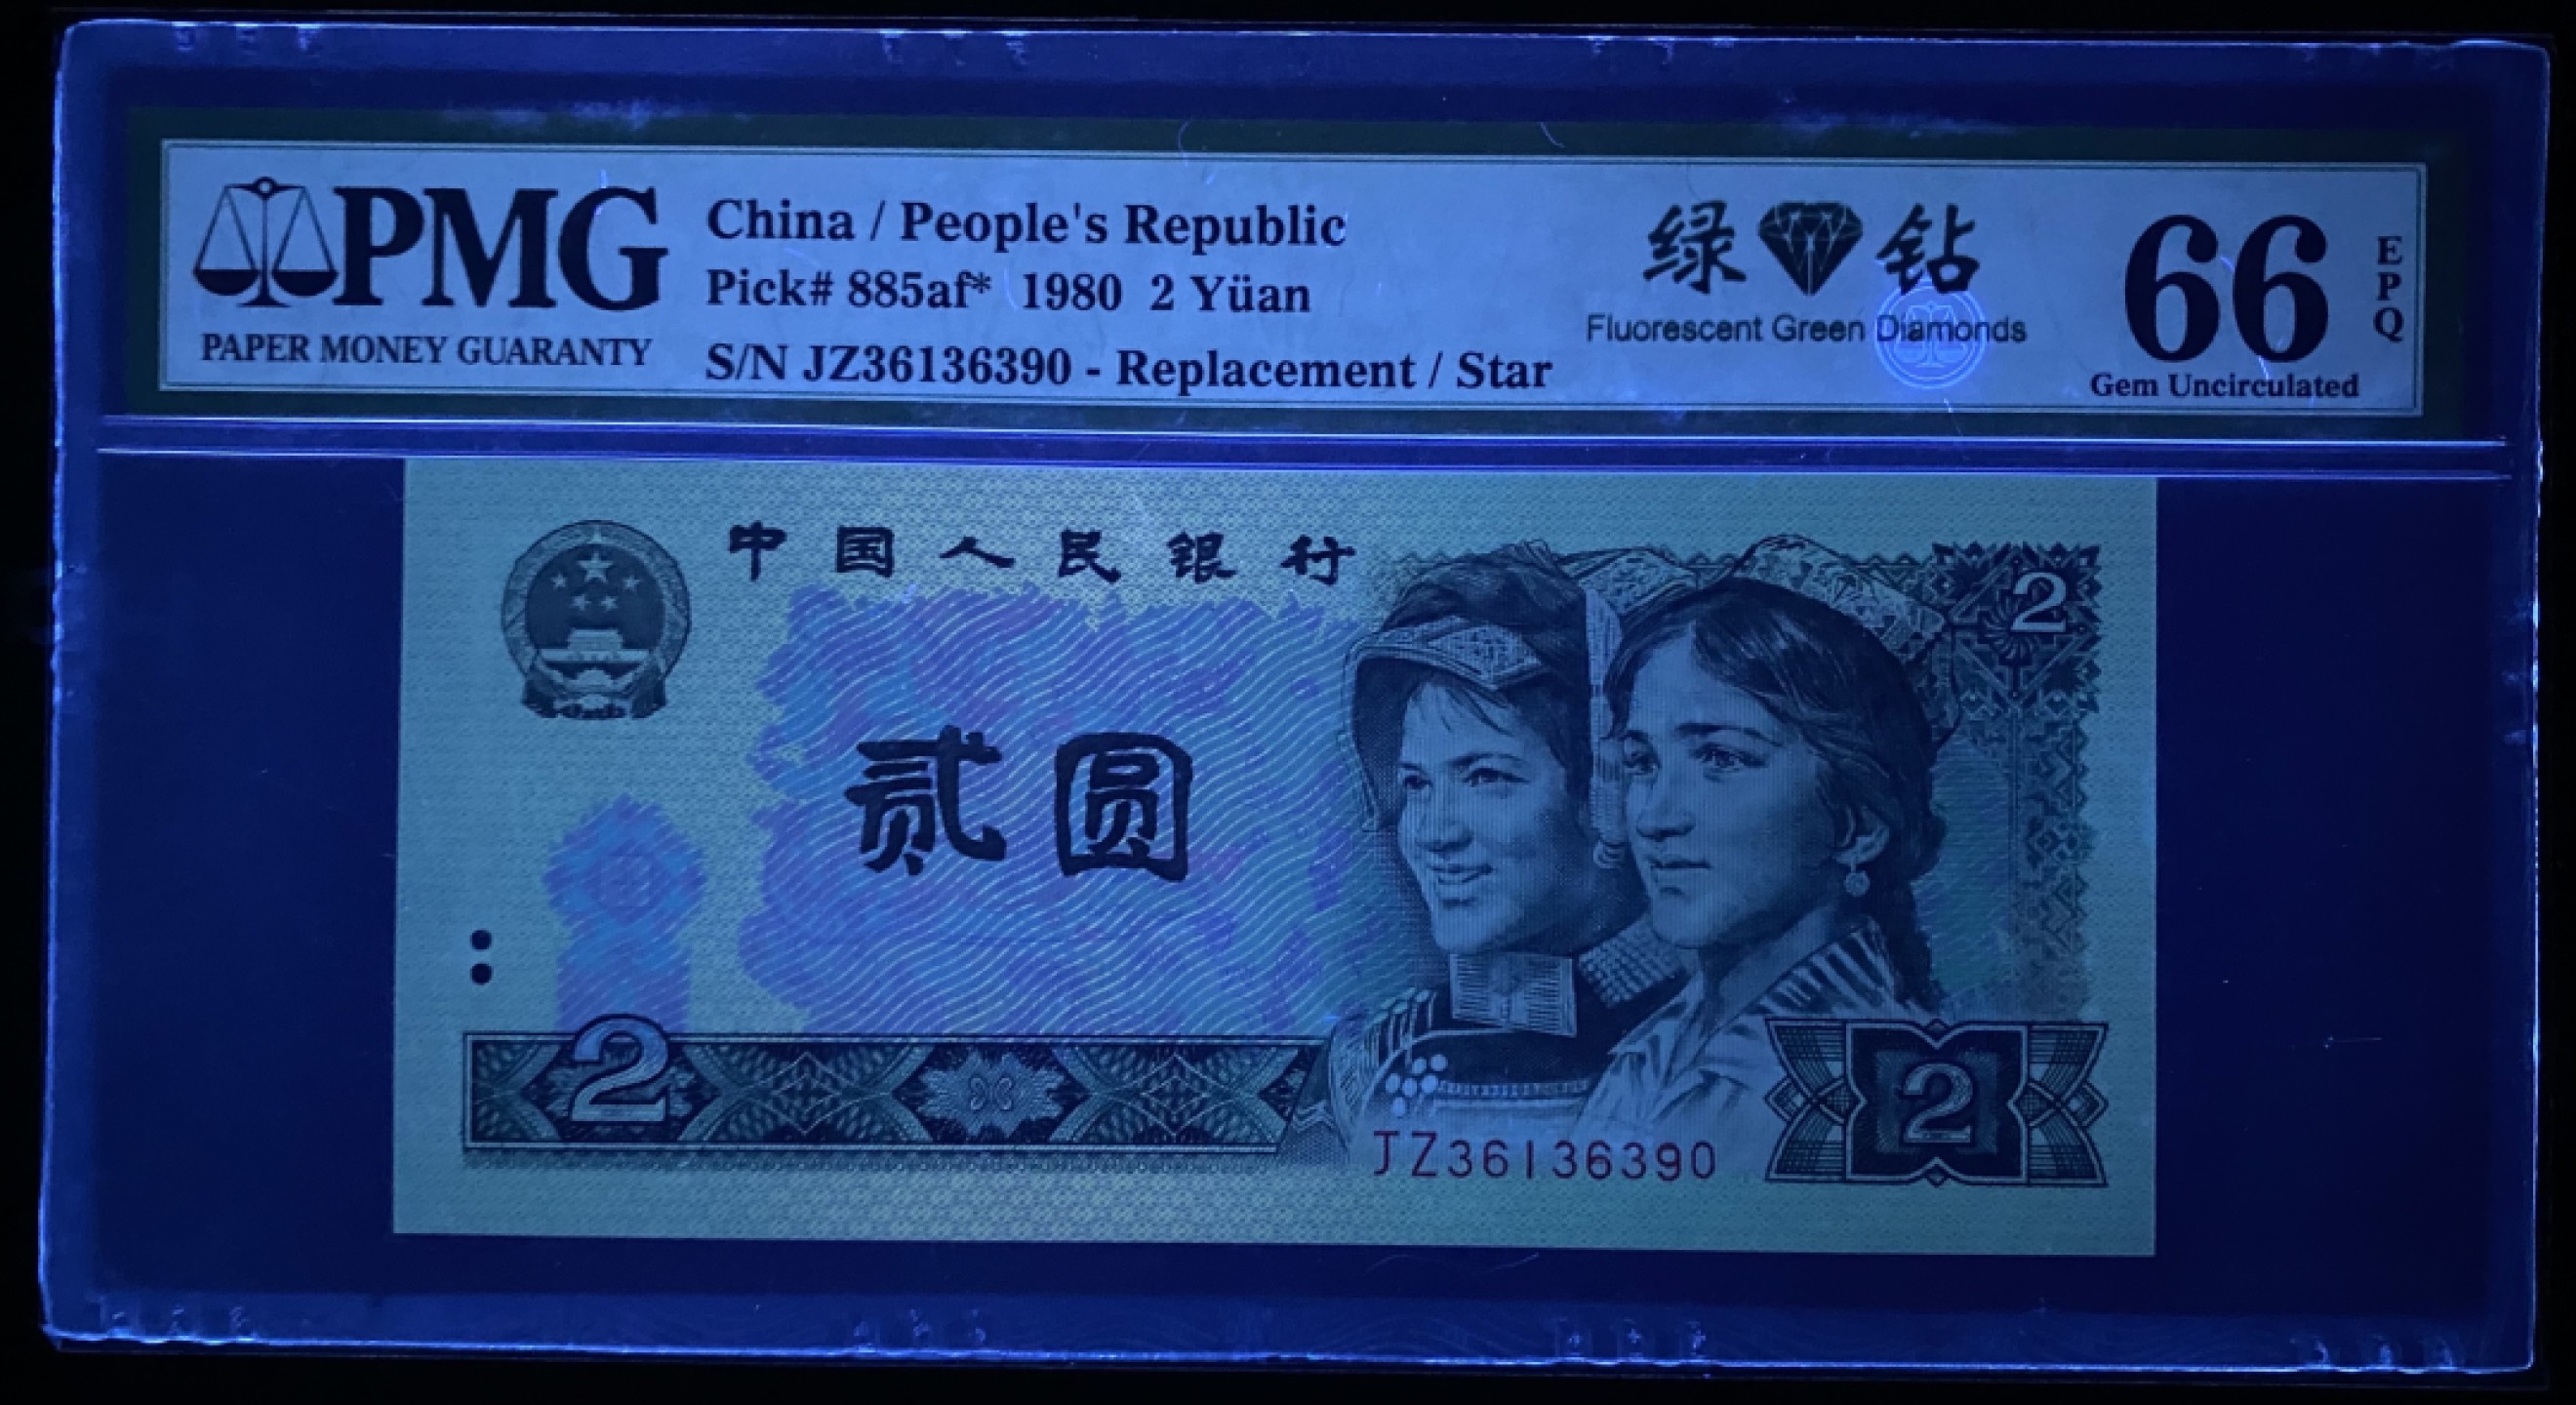 PMG
PAPER MONEY GUARANTY
China / People's Republic
Pick# 885af* 1980 2 Yüan
S/N JZ36136390 - Replacement / Star
绿 钻
Fluorescent Green Diamonds
66
EPQ
Gem Uncirculated
中国人民银行
2
贰圆
2
2
JZ36136390